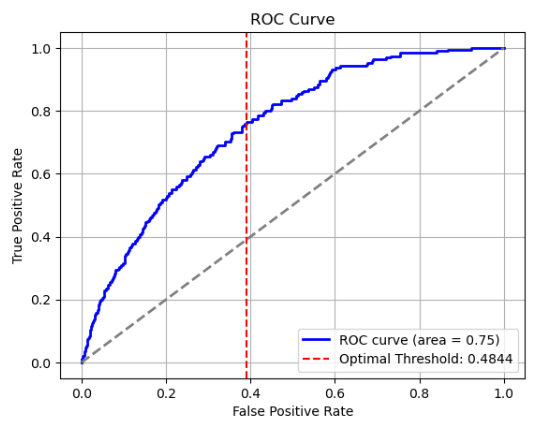 ROC Curve
True Positive Rate
1.0
0.8
0.6
0.4
0.2
0.0
ROC curve (area = 0.75)
Optimal Threshold: 0.4844
0.0 0.2 0.4 0.6 0.8 1.0
False Positive Rate